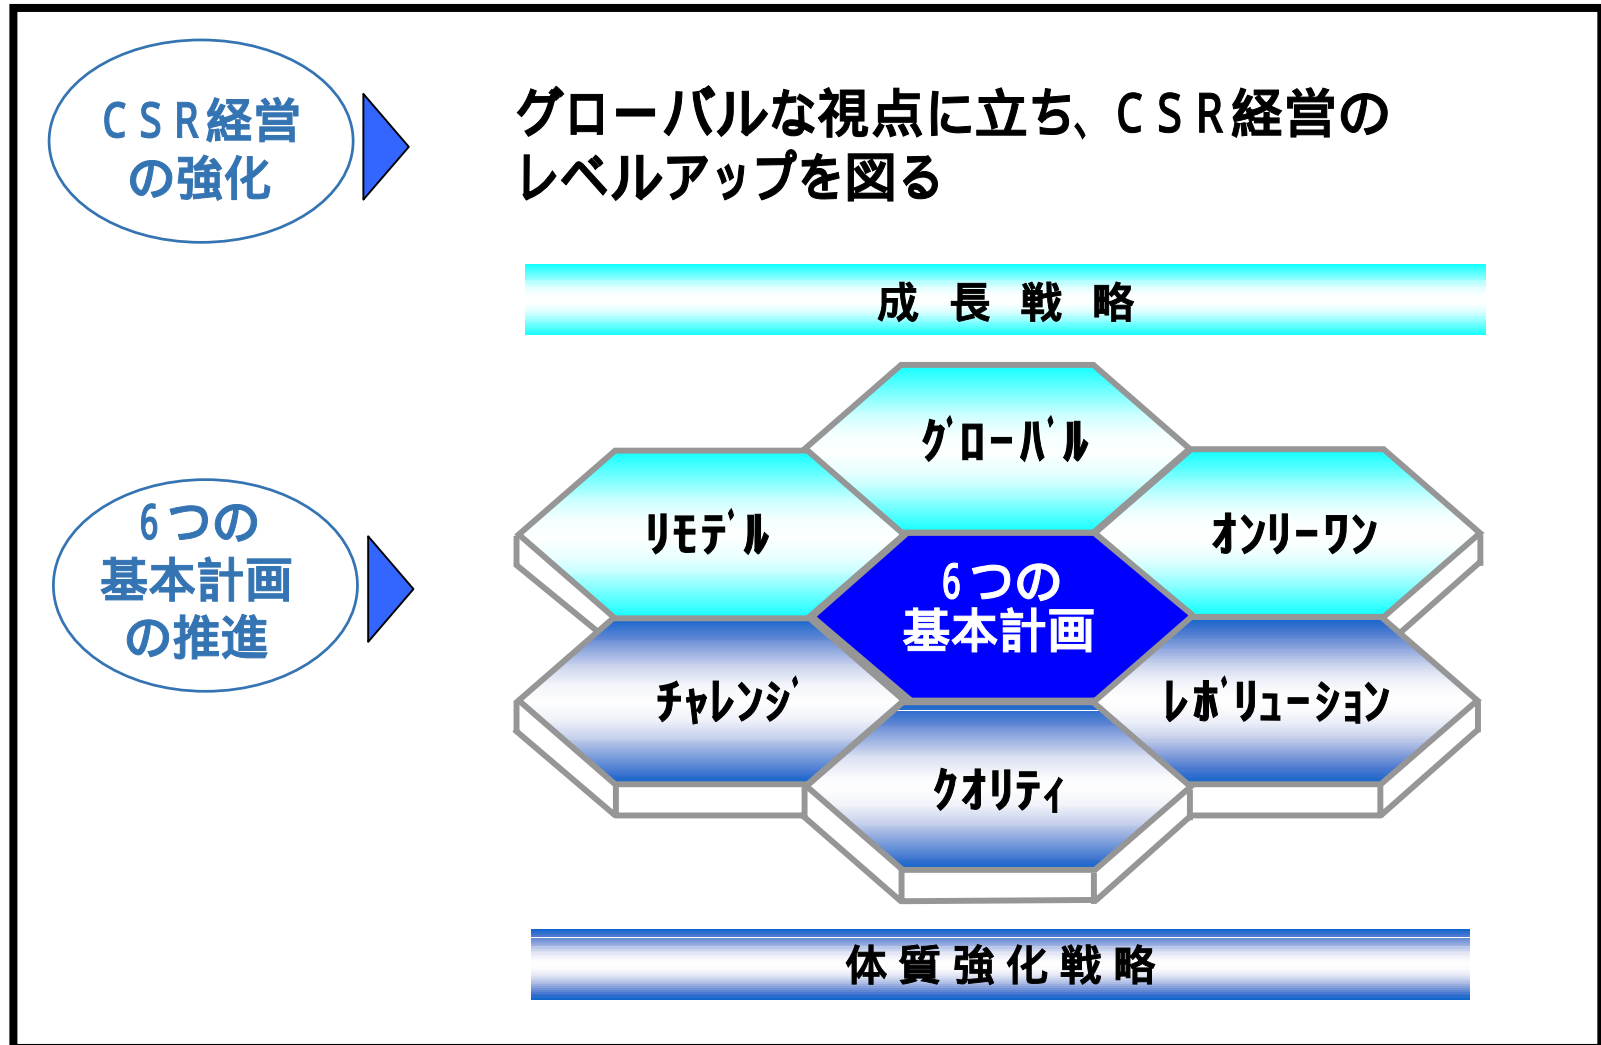 CSR経営
の強化
グローバルな視点に立ち、CSR経営の
レベルアップを図る
成長戦略
グローバル
リモデル
オンリーワン
6つの
基本計画
の推進
6つの
基本計画
チャレンジ
レボリューション
クオリティ
体質強化戦略